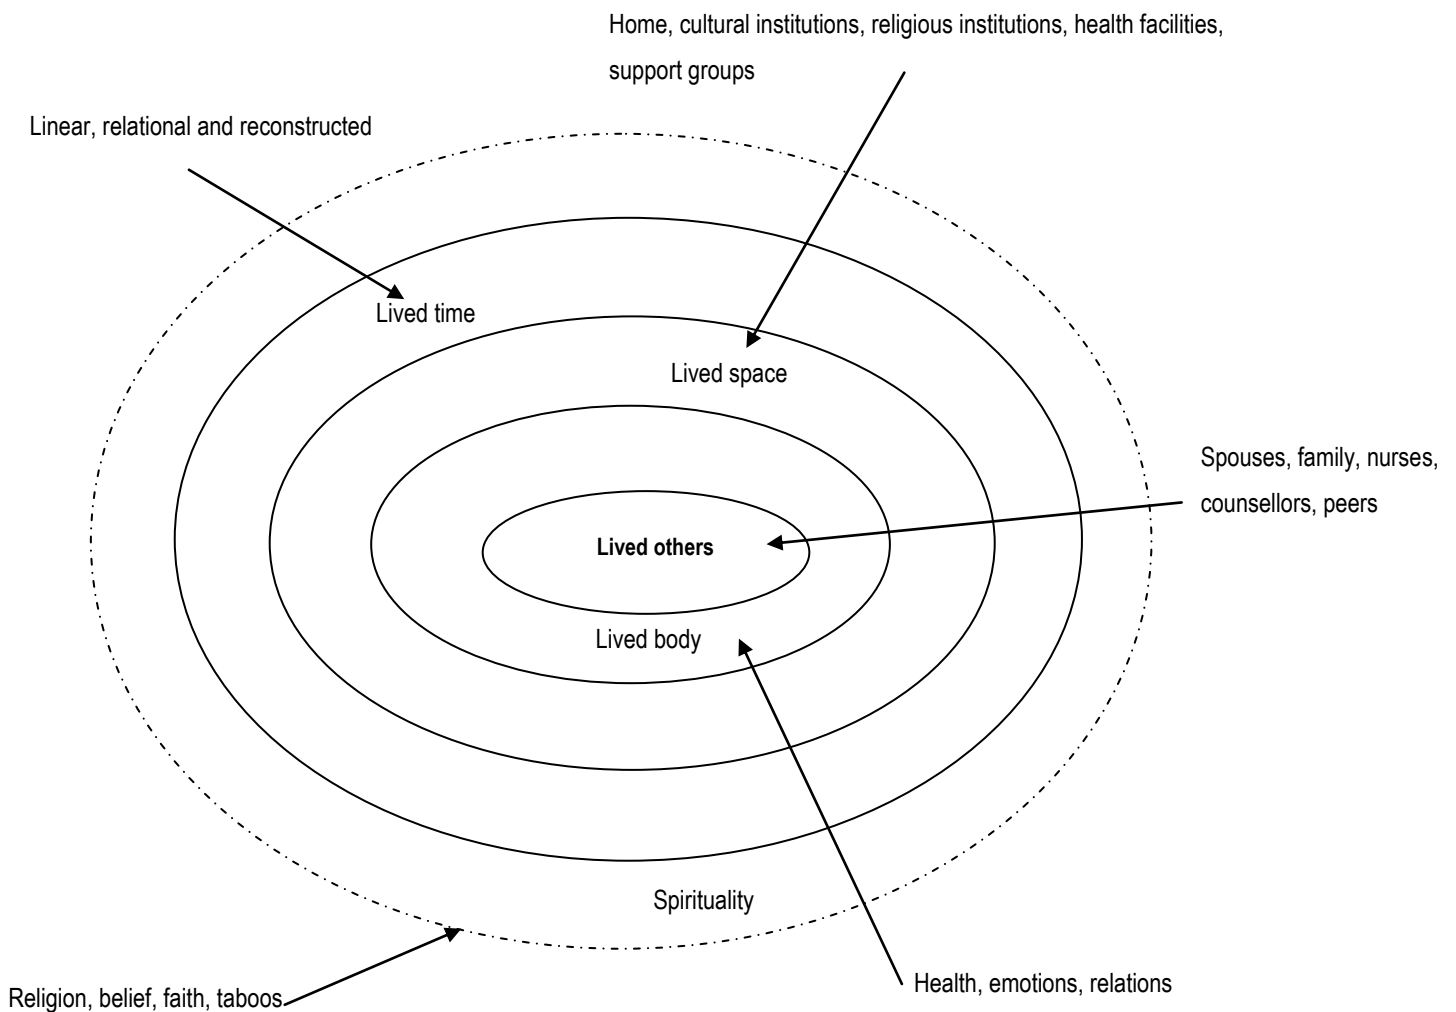 Home, cultural institutions, religious institutions, health facilities,
support groups
Linear, relational and reconstructed
Lived time
Lived space
Spouses, family, nurses,
counsellors, peers
Lived others
Lived body
Spirituality
Health, emotions, relations
Religion, belief, faith, taboos